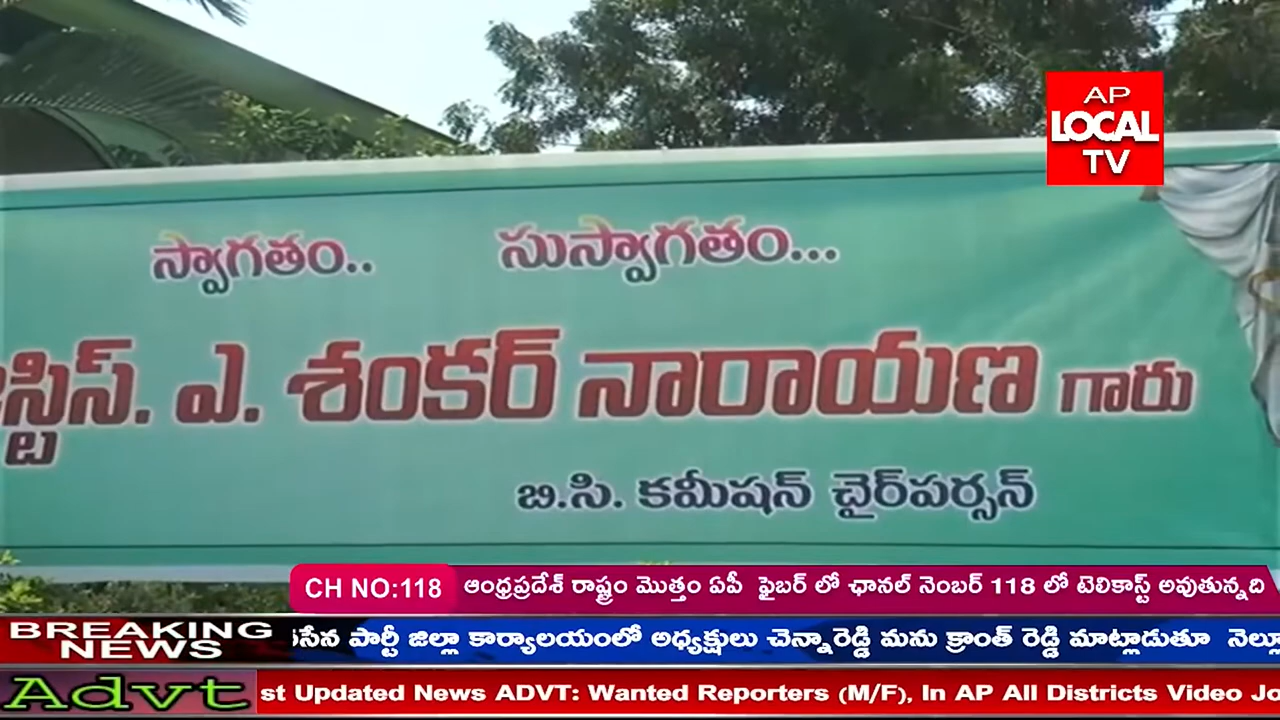 AP
LOCAL
TV
స్వాగతం.. సుస్వాగతం...
ఎ. శంకర్ నారాయణ గారు
బి.సి. కమీషన్ చైర్‌పర్సన్
CH NO:118 ఆంధ్రప్రదేశ్ రాష్ట్రం మొత్తం ఏపీ ఫైబర్ లో ఛానల్ నెంబర్ 118 లో టెలికాస్ట్ అవుతున్నది
BREAKING NEWS పార్టీ జిల్లా కార్యాలయంలో అధ్యక్షులు చెన్నారెడ్డి మను క్రాంత్ రెడ్డి మాట్లాడుతూ
Advt st Updated News ADVT: Wanted Reporters (M/F), In AP All Districts Video Jo